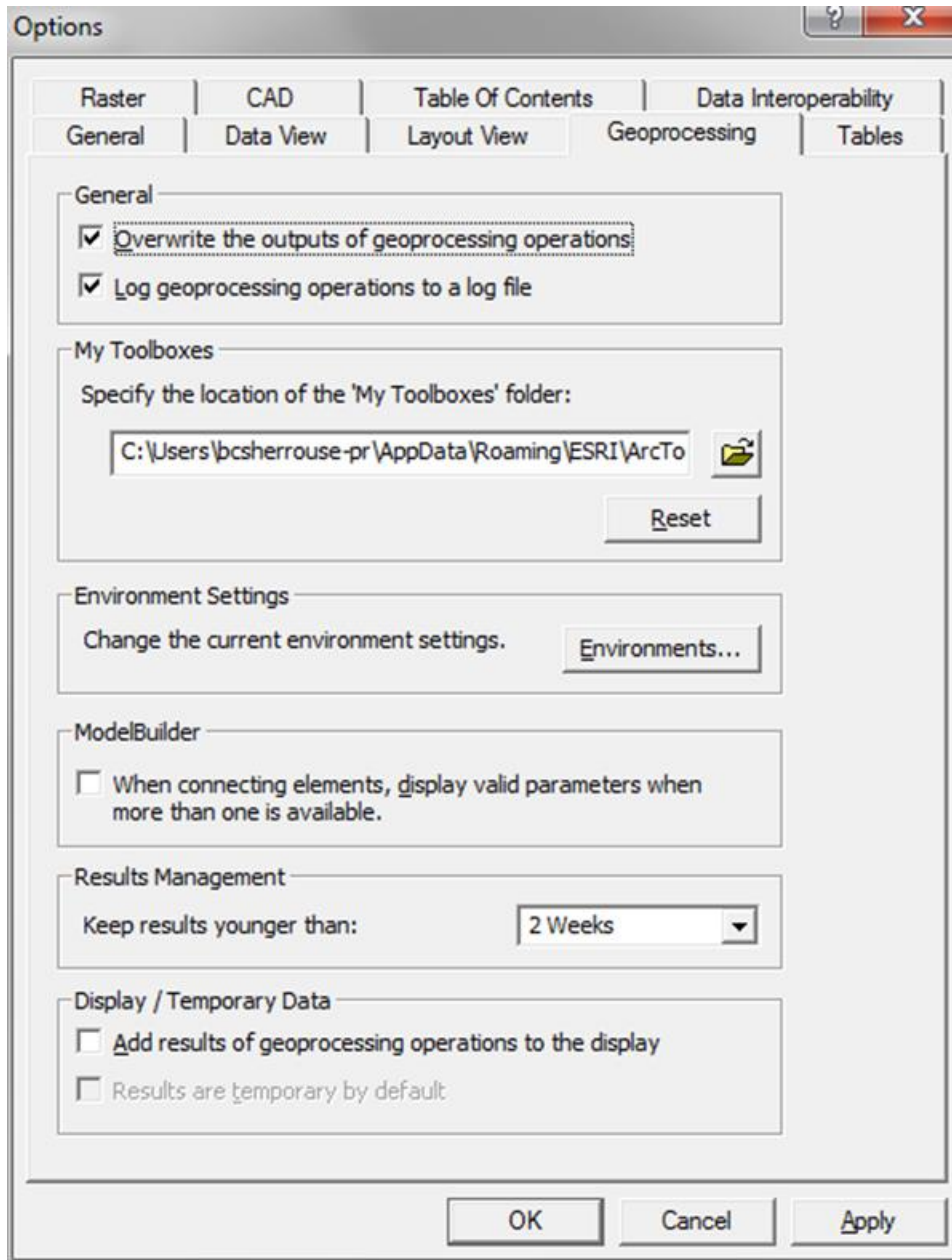 Options
?
X
Raster CAD Table Of Contents Data Interoperability
General Data View Layout View Geoprocessing Tables
General
Overwrite the outputs of geoprocessing operations
Log geoprocessing operations to a log file
My Toolboxes
Specify the location of the 'My Toolboxes' folder:
C:\Users\bcsherrouse-pr\AppData\Roaming\ESRI\ArcTo
Reset
Environment Settings
Change the current environment settings.
Environments...
ModelBuilder
When connecting elements, display valid parameters when
more than one is available.
Results Management
Keep results younger than:
2 Weeks
Display / Temporary Data
Add results of geoprocessing operations to the display
Results are temporary by default
OK Cancel Apply